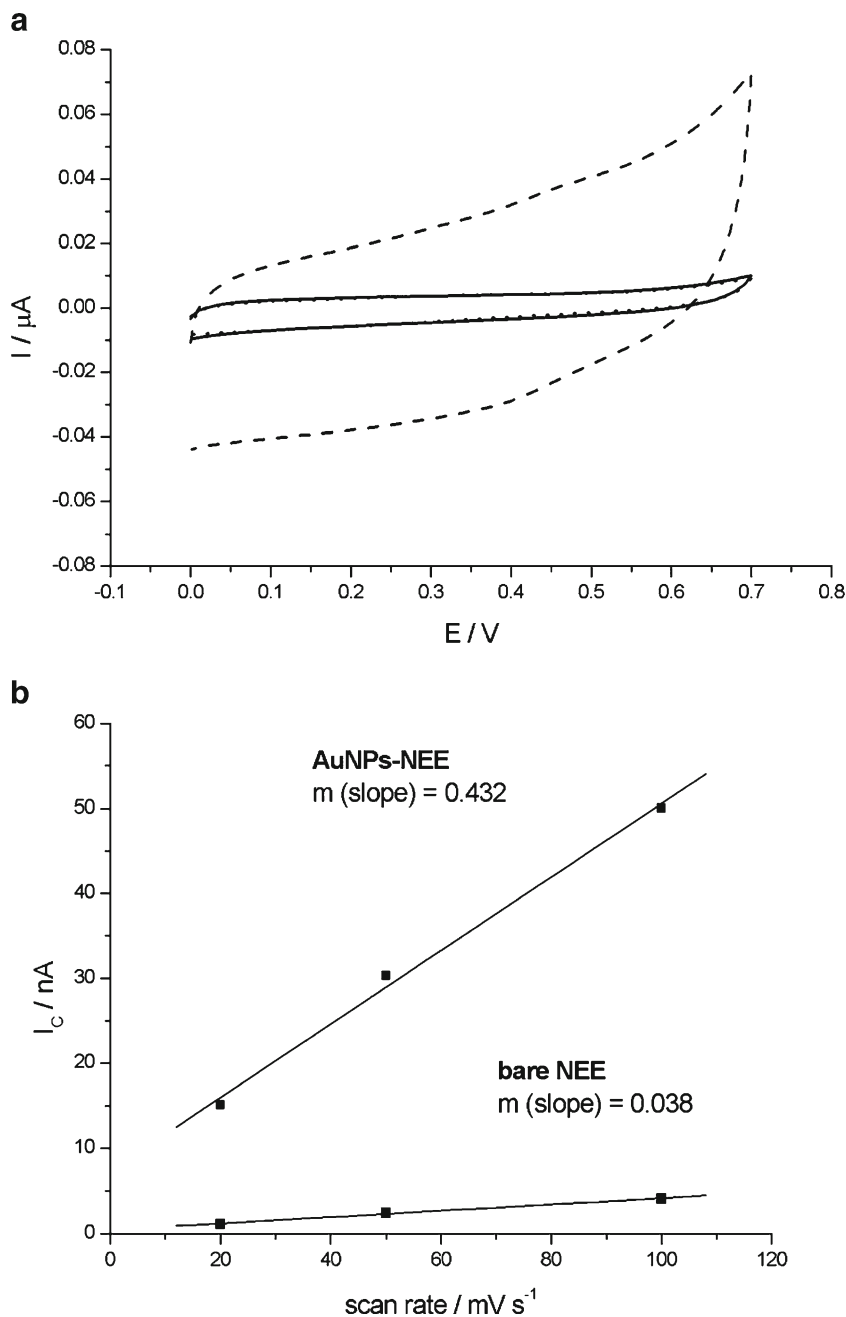 a
0.08
0.06
0.04
0.02
0.00
-0.02
-0.04
-0.06
-0.08
I / μA
-0.1 0.0 0.1 0.2 0.3 0.4 0.5 0.6 0.7 0.8
E / V
b
60
50
40
30
20
10
0
I_C / nA
AuNPs-NEE
m (slope) = 0.432
bare NEE
m (slope) = 0.038
0 20 40 60 80 100 120
scan rate / mV s⁻¹